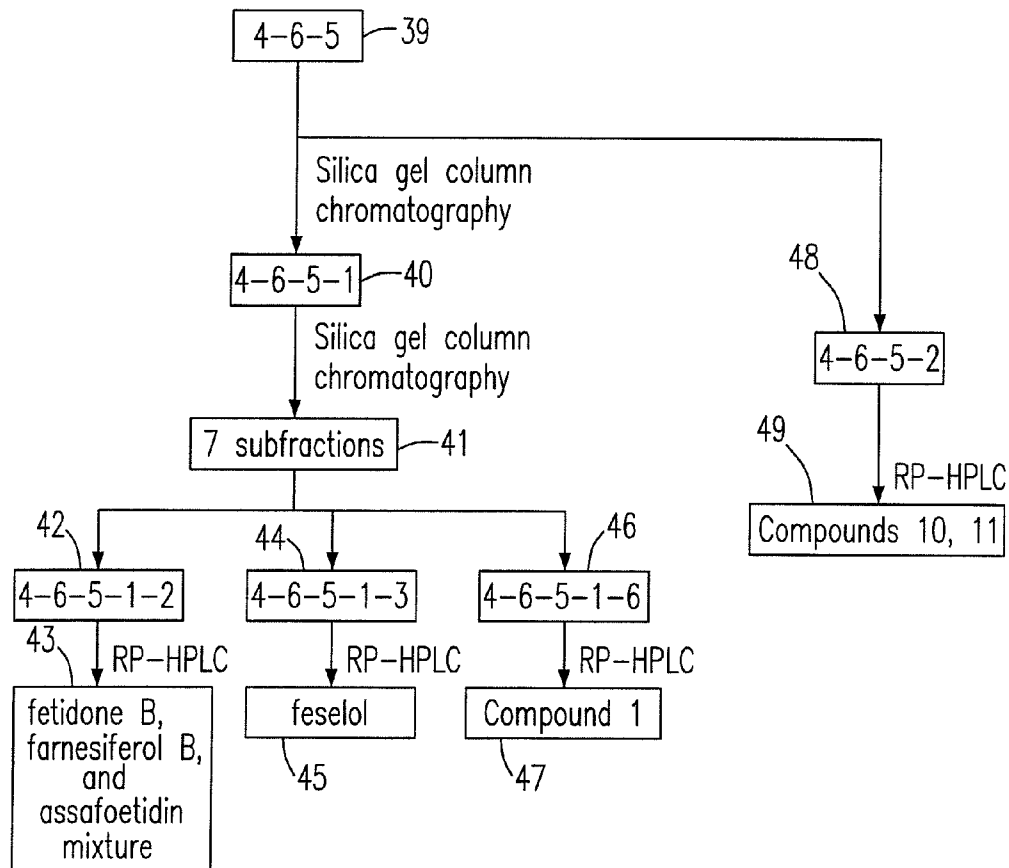 4-6-5
39
Silica gel column
chromatography
4-6-5-1
40
48
4-6-5-2
Silica gel column
chromatography
7 subfractions
41
49
RP-HPLC
Compounds 10, 11
42
44
46
4-6-5-1-2
4-6-5-1-3
4-6-5-1-6
43
RP-HPLC
RP-HPLC
RP-HPLC
fetidone B,
farnesiferol B,
and
assafoetidin
mixture
feselol
Compound 1
45
47